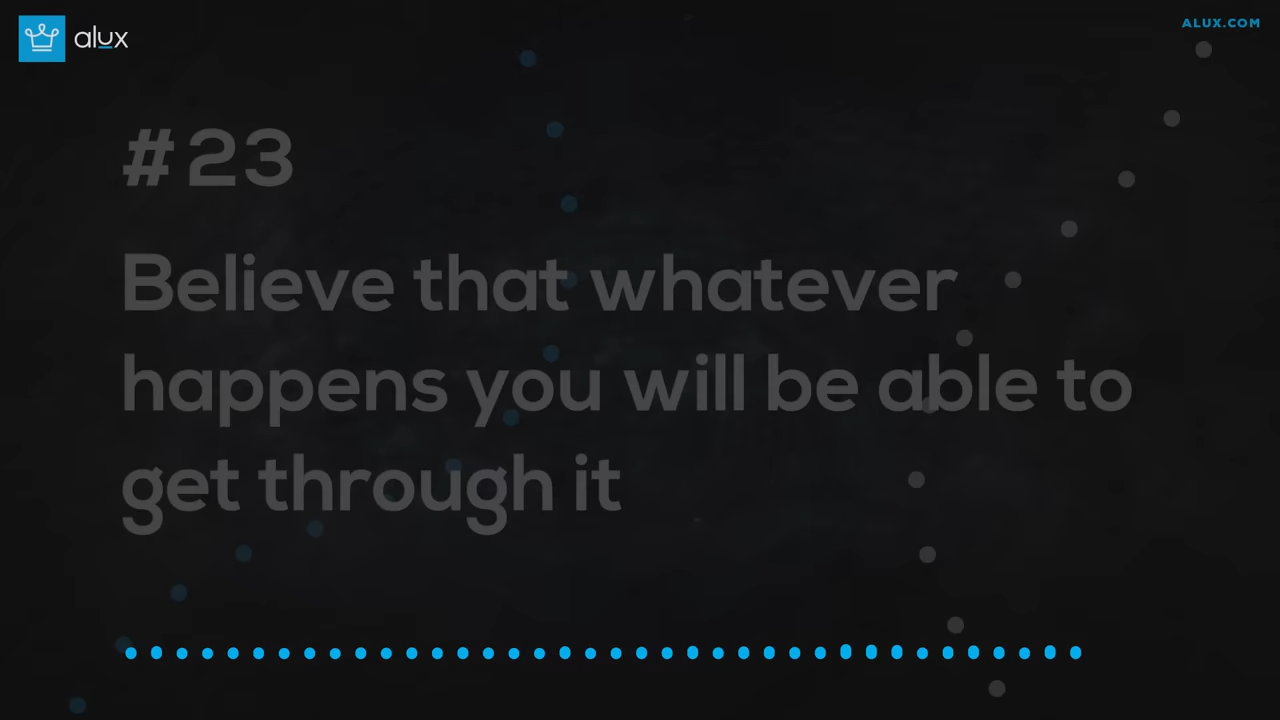 alux
ALUX.COM
#23
Believe that whatever
happens you will be able to
get through it